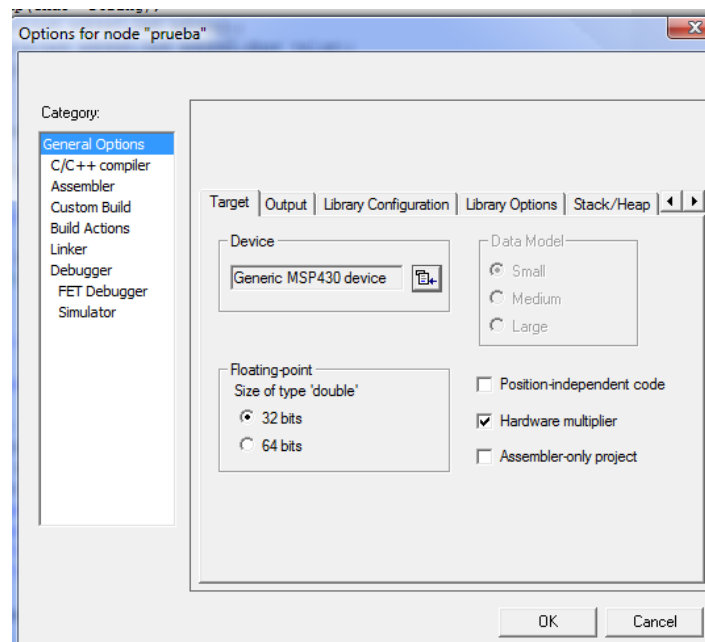 Options for node "prueba"
Category:
General Options
C/C++ compiler
Assembler
Custom Build
Build Actions
Linker
Debugger
FET Debugger
Simulator
Target Output Library Configuration Library Options Stack/Heap
Device
Generic MSP430 device
Data Model
Small
Medium
Large
Floating-point
Size of type 'double'
32 bits
64 bits
Position-independent code
Hardware multiplier
Assembler-only project
OK Cancel